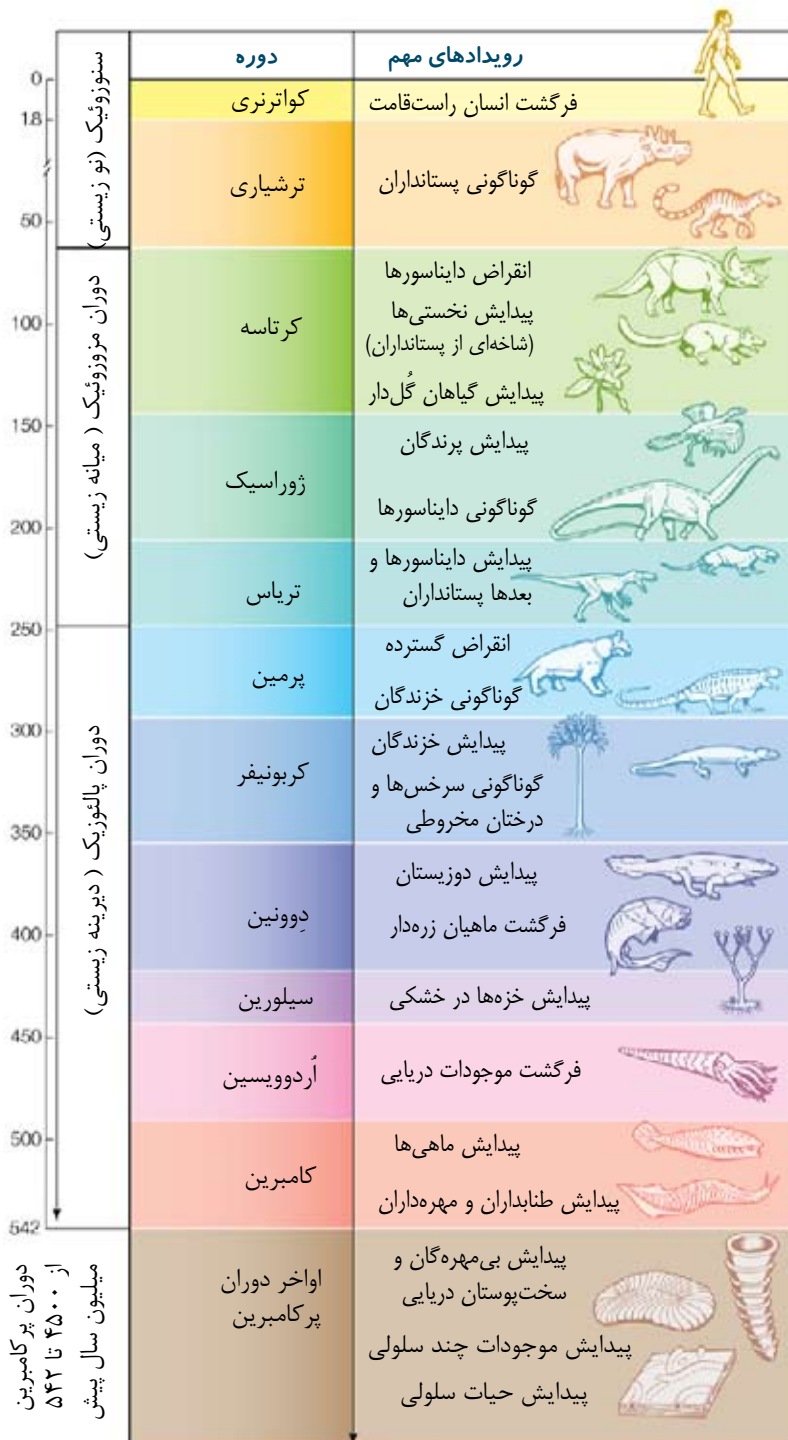 دوره
رویدادهای مهم
سنوزوئیک (نو زیستی)
0
1.8
50
کواترنری
فرگشت انسان راست‌قامت
ترشیاری
گوناگونی پستانداران
دوران مزوزوئیک ( میانه زیستی)
100
150
200
250
کرتاسه
انقراض دایناسورها
پیدایش نخستی‌ها
(شاخه‌ای از پستانداران)
پیدایش گیاهان گُل‌دار
ژوراسیک
پیدایش پرندگان
گوناگونی دایناسورها
تریاس
پیدایش دایناسورها و
بعدها پستانداران
دوران پالئوزیک ( دیرینه زیستی)
300
350
400
450
500
542
پرمین
انقراض گسترده
گوناگونی خزندگان
کربونیفر
پیدایش خزندگان
گوناگونی سرخس‌ها و
درختان مخروطی
دِوونین
پیدایش دوزیستان
فرگشت ماهیان زره‌دار
سیلورین
پیدایش خزه‌ها در خشکی
اُردوویسین
فرگشت موجودات دریایی
کامبرین
پیدایش ماهی‌ها
پیدایش طنابداران و مهره‌داران
دوران پرکامبرین
از ۴۵۰۰ تا ۵۴۲
میلیون سال پیش
اواخر دوران
پرکامبرین
پیدایش بی‌مهره‌گان و
سخت‌پوستان دریایی
پیدایش موجودات چند سلولی
پیدایش حیات سلولی